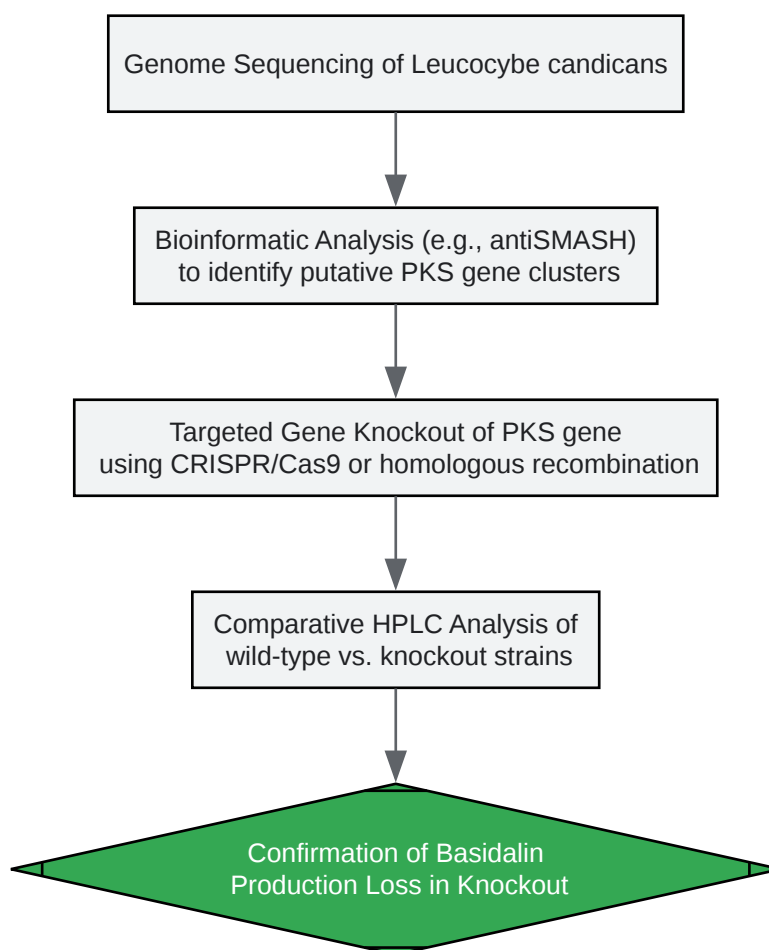 Genome Sequencing of Leucocybe candicans
Bioinformatic Analysis (e.g., antiSMASH)
to identify putative PKS gene clusters
Targeted Gene Knockout of PKS gene
using CRISPR/Cas9 or homologous recombination
Comparative HPLC Analysis of
wild-type vs. knockout strains
Confirmation of Basidalin
Production Loss in Knockout